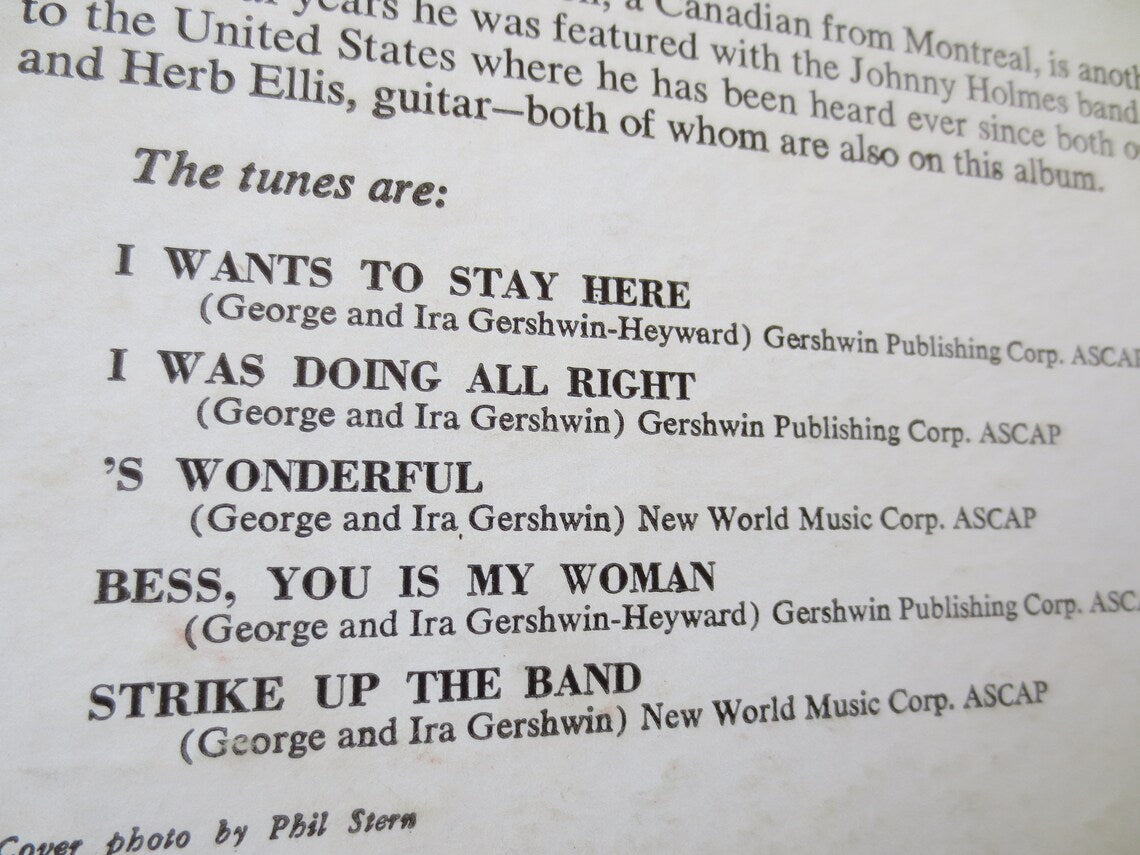 years he was featured with the Johnny Holmes band
a Canadian from Montreal, is
to the United States where he has been heard ever since both
and Herb Ellis, guitar—both of whom are also on this album.
The tunes are:
I WANTS TO STAY HERE
(George and Ira Gershwin-Heyward) Gershwin Publishing Corp. ASCAP
I WAS DOING ALL RIGHT
(George and Ira Gershwin) Gershwin Publishing Corp. ASCAP
'S WONDERFUL
(George and Ira Gershwin) New World Music Corp. ASCAP
BESS, YOU IS MY WOMAN
(George and Ira Gershwin-Heyward) Gershwin Publishing Corp.
STRIKE UP THE BAND
(George and Ira Gershwin) New World Music Corp. ASCAP
Cover photo by Phil Stern